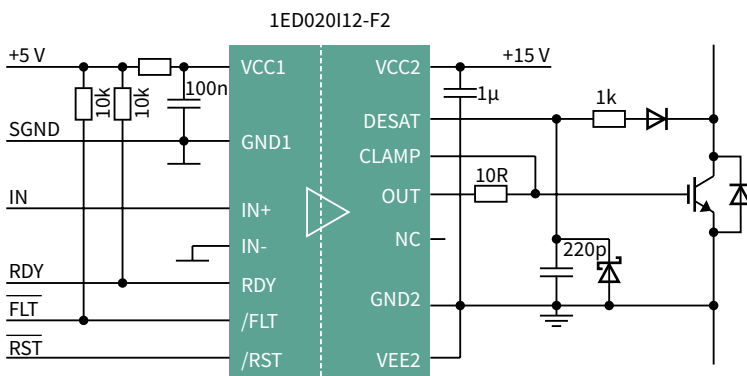 1ED020I12-F2
+5 V
10k
10k
100n
SGND
IN
RDY
FLT
RST
VCC1
GND1
IN+
IN-
RDY
/FLT
/RST
VCC2
DESAT
CLAMP
OUT
NC
GND2
VEE2
+15 V
1µ
1k
10R
220p